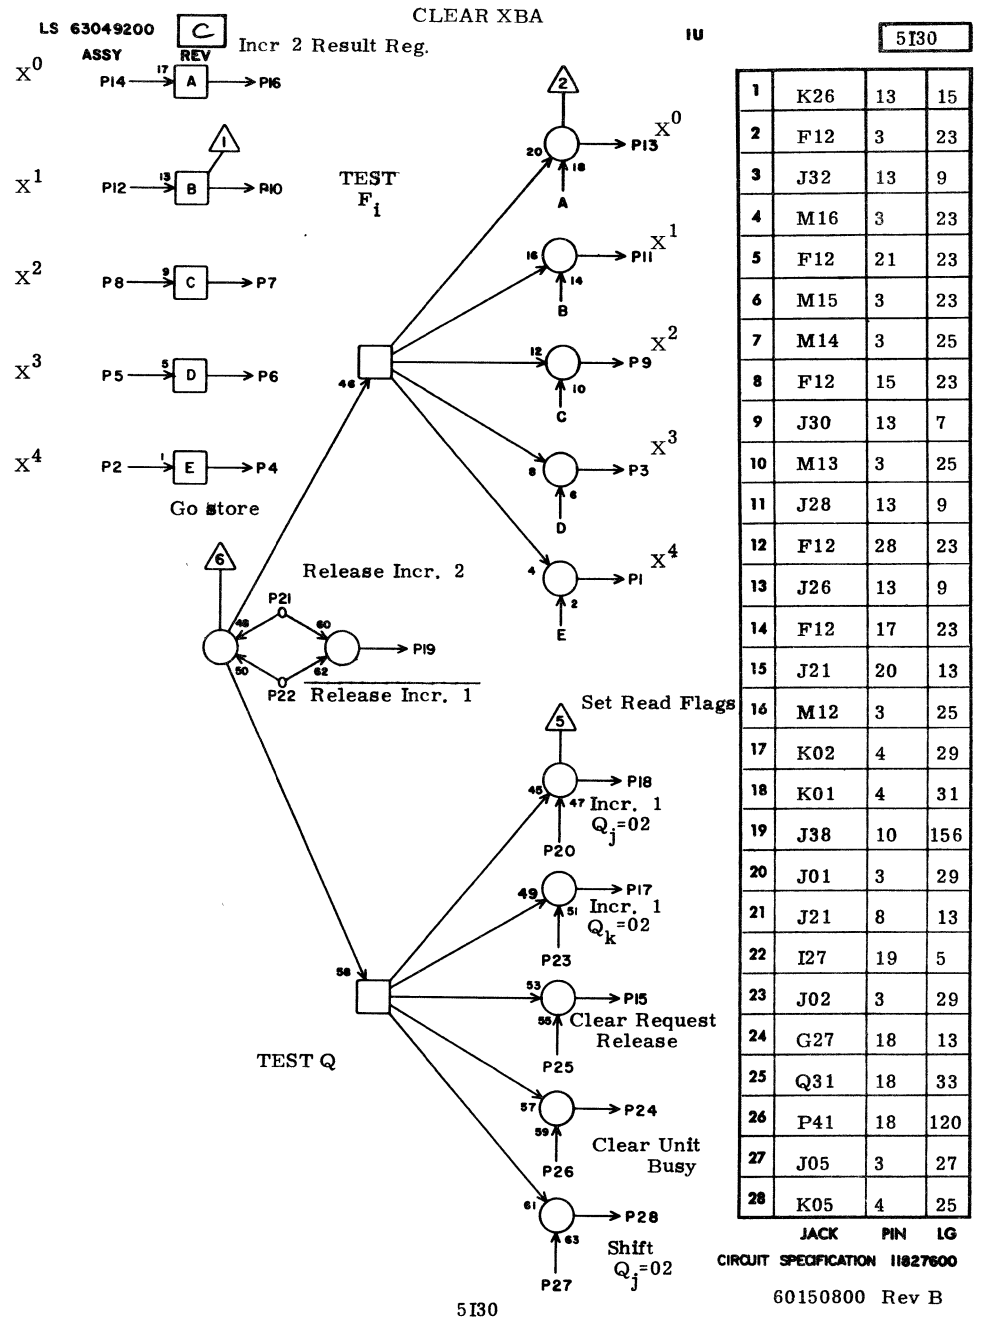 CLEAR XBA
LS 63049200 C
ASSY REV
Incr 2 Result Reg.
1U
5I30
X0 P14 17 A P16
1
X1 P12 13 B P10
X2 P8 9 C P7
X3 P5 5 D P6
X4 P2 1 E P4
Go store
TEST
Fi
46
2
20 18 P13 X0
A
16 14 P11 X1
B
12 10 P9 X2
C
8 6 P3 X3
D
4 2 P1 X4
E
6
Release Incr. 2
P21
48 60
P19
50 62
P22
Release Incr. 1
58
TEST Q
5
Set Read Flags
45 47 P18
Incr. 1
Qj=02
P20
49 51 P17
Incr. 1
Qk=02
P23
53 55 P15
Clear Request
Release
P25
57 59 P24
Clear Unit
Busy
P26
61 63 P28
Shift
Qj=02
P27
1 K26 13 15
2 F12 3 23
3 J32 13 9
4 M16 3 23
5 F12 21 23
6 M15 3 23
7 M14 3 25
8 F12 15 23
9 J30 13 7
10 M13 3 25
11 J28 13 9
12 F12 28 23
13 J26 13 9
14 F12 17 23
15 J21 20 13
16 M12 3 25
17 K02 4 29
18 K01 4 31
19 J38 10 156
20 J01 3 29
21 J21 8 13
22 I27 19 5
23 J02 3 29
24 G27 18 13
25 Q31 18 33
26 P41 18 120
27 J05 3 27
28 K05 4 25
JACK PIN LG
CIRCUIT SPECIFICATION 11827600
60150800 Rev B
5I30